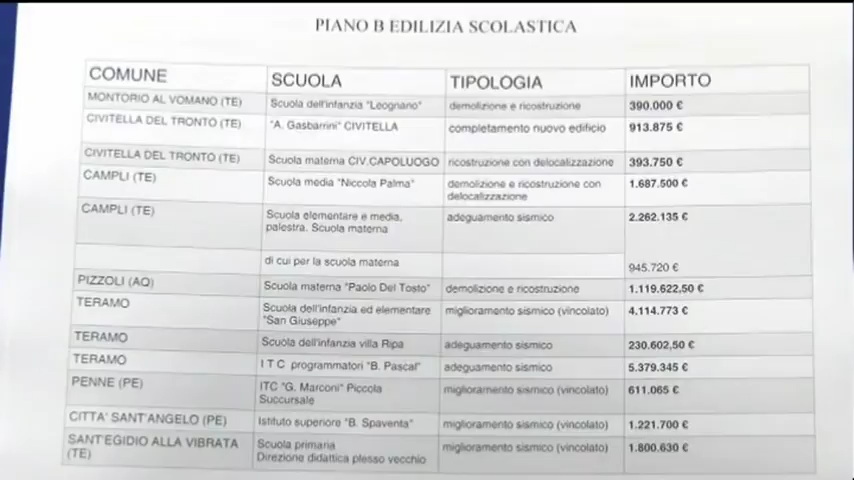 PIANO B EDILIZIA SCOLASTICA
COMUNE SCUOLA TIPOLOGIA IMPORTO
MONTORIO AL VOMANO (TE) Scuola dell'infanzia "Leognano" demolizione e ricostruzione 390.000 €
CIVITELLA DEL TRONTO (TE) "A. Gasbarrini" CIVITELLA completamento nuovo edificio 913.875 €
CIVITELLA DEL TRONTO (TE) Scuola materna CIV.CAPOLUOGO ricostruzione con delocalizzazione 393.750 €
CAMPLI (TE) Scuola media "Niccola Palma" demolizione e ricostruzione con 1.687.500 €
delocalizzazione
CAMPLI (TE) Scuola elementare e media, adeguamento sismico 2.262.135 €
palestra. Scuola materna
di cui per la scuola materna 945.720 €
PIZZOLI (AQ) Scuola materna "Paolo Del Tosto" demolizione e ricostruzione 1.119.622,50 €
TERAMO Scuola dell'infanzia ed elementare miglioramento sismico (vincolato) 4.114.773 €
"San Giuseppe"
TERAMO Scuola dell'infanzia villa Ripa adeguamento sismico 230.602,50 €
TERAMO I T C programmatori "B. Pascal" adeguamento sismico 5.379.345 €
PENNE (PE) ITC "G. Marconi" Piccola miglioramento sismico (vincolato) 611.065 €
Succursale
CITTA' SANT'ANGELO (PE) Istituto superiore "B. Spaventa" miglioramento sismico (vincolato) 1.221.700 €
SANT'EGIDIO ALLA VIBRATA Scuola primaria miglioramento sismico (vincolato) 1.800.630 €
(TE) Direzione didattica plesso vecchio